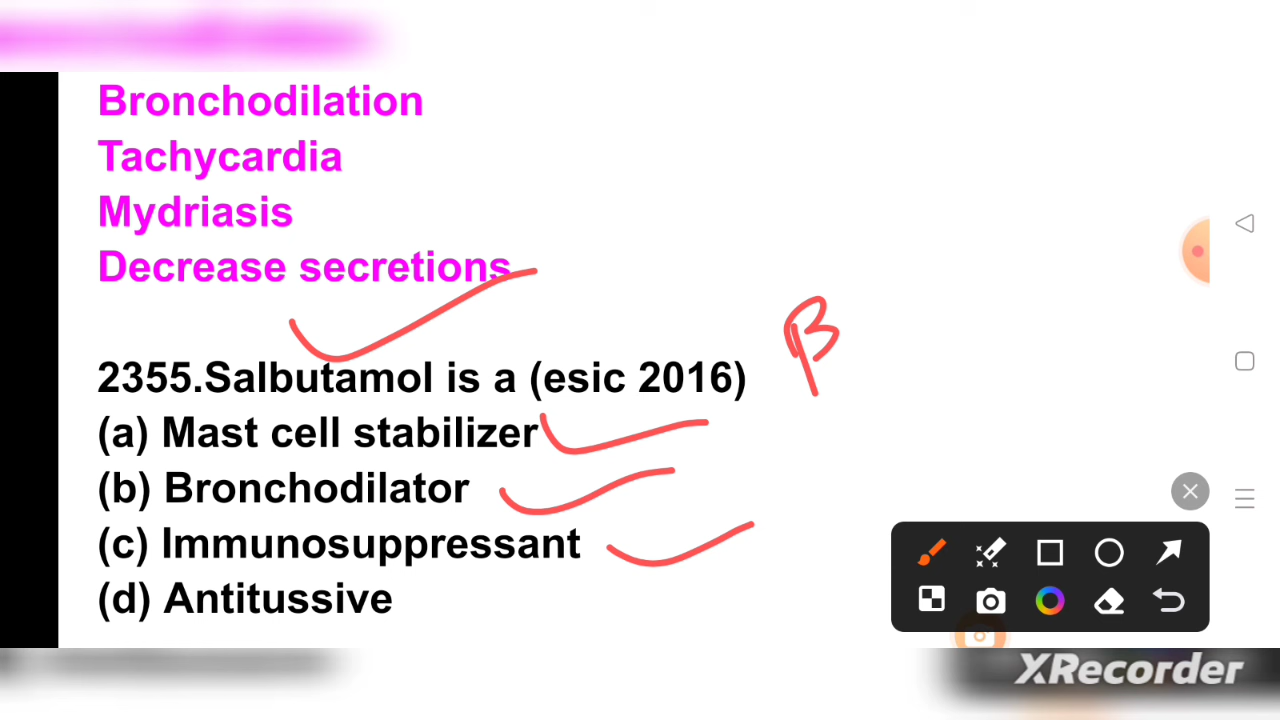 Bronchodilation
Tachycardia
Mydriasis
Decrease secretions
β
2355.Salbutamol is a (esic 2016)
(a) Mast cell stabilizer
(b) Bronchodilator
(c) Immunosuppressant
(d) Antitussive
XRecorder